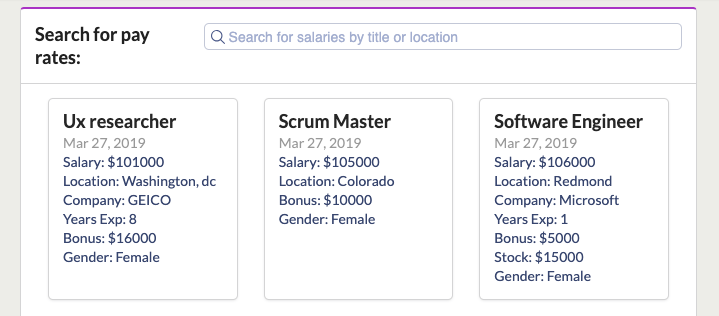 Search for pay
rates:
Search for salaries by title or location
Ux researcher
Mar 27, 2019
Salary: $101000
Location: Washington, dc
Company: GEICO
Years Exp: 8
Bonus: $16000
Gender: Female
Scrum Master
Mar 27, 2019
Salary: $105000
Location: Colorado
Bonus: $10000
Gender: Female
Software Engineer
Mar 27, 2019
Salary: $106000
Location: Redmond
Company: Microsoft
Years Exp: 1
Bonus: $5000
Stock: $15000
Gender: Female